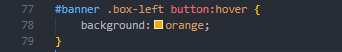 77 #banner .box-left button:hover {
78 background: orange;
79 }